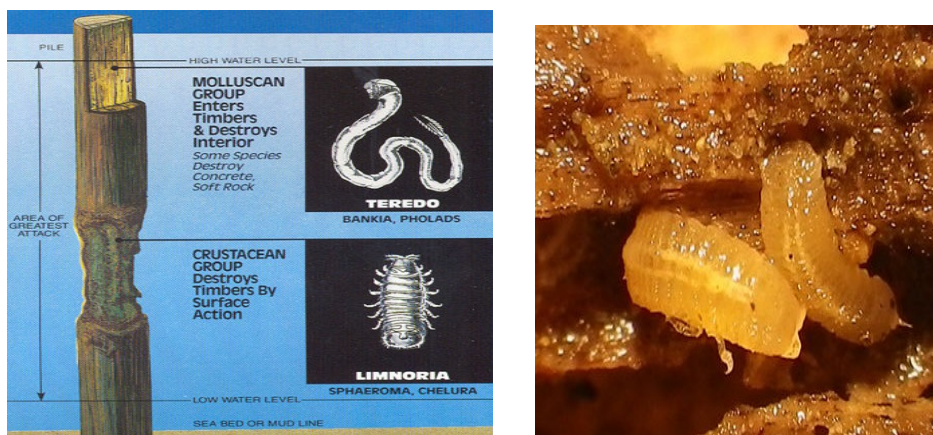 PILE
HIGH WATER LEVEL
MOLLUSCAN
GROUP
Enters
Timbers
& Destroys
Interior
Some Species
Destroy
Concrete,
Soft Rock
TEREDO
BANKIA, PHOLADS
AREA OF
GREATEST
ATTACK
CRUSTACEAN
GROUP
Destroys
Timbers By
Surface
Action
LIMNORIA
SPHAEROMA, CHELURA
LOW WATER LEVEL
SEA BED OR MUD LINE